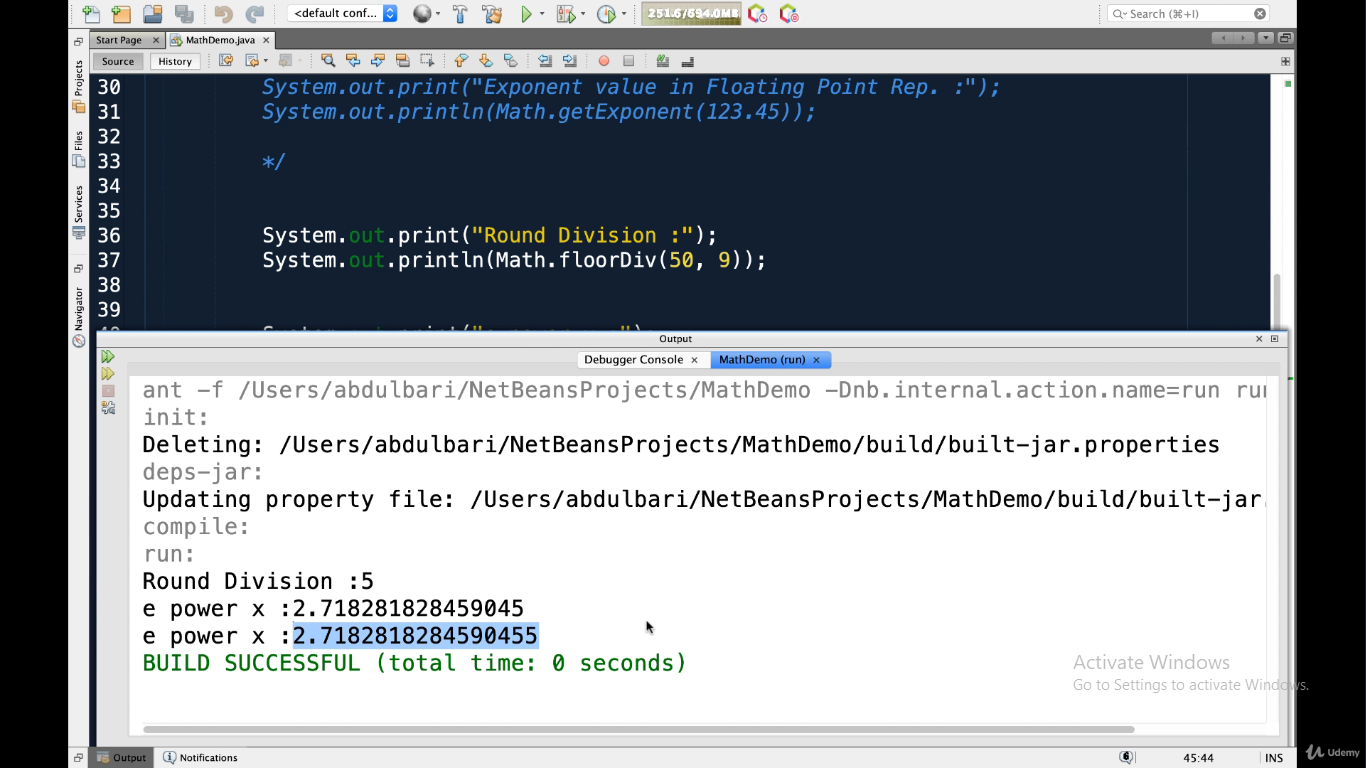 <default conf...
251.6/694.0MB
Search (⌘+I)
Start Page
MathDemo.java
Source
History
Projects
Files
Services
Navigator
30 System.out.print("Exponent value in Floating Point Rep. :");
31 System.out.println(Math.getExponent(123.45));
32
33 */
34
35
36 System.out.print("Round Division :");
37 System.out.println(Math.floorDiv(50, 9));
38
39
Output
Debugger Console
MathDemo (run)
ant -f /Users/abdulbari/NetBeansProjects/MathDemo -Dnb.internal.action.name=run run
init:
Deleting: /Users/abdulbari/NetBeansProjects/MathDemo/build/built-jar.properties
deps-jar:
Updating property file: /Users/abdulbari/NetBeansProjects/MathDemo/build/built-jar.
compile:
run:
Round Division :5
e power x :2.718281828459045
e power x :2.7182818284590455
BUILD SUCCESSFUL (total time: 0 seconds)
Activate Windows
Go to Settings to activate Windows.
Output
Notifications
6
45:44
INS
Udemy